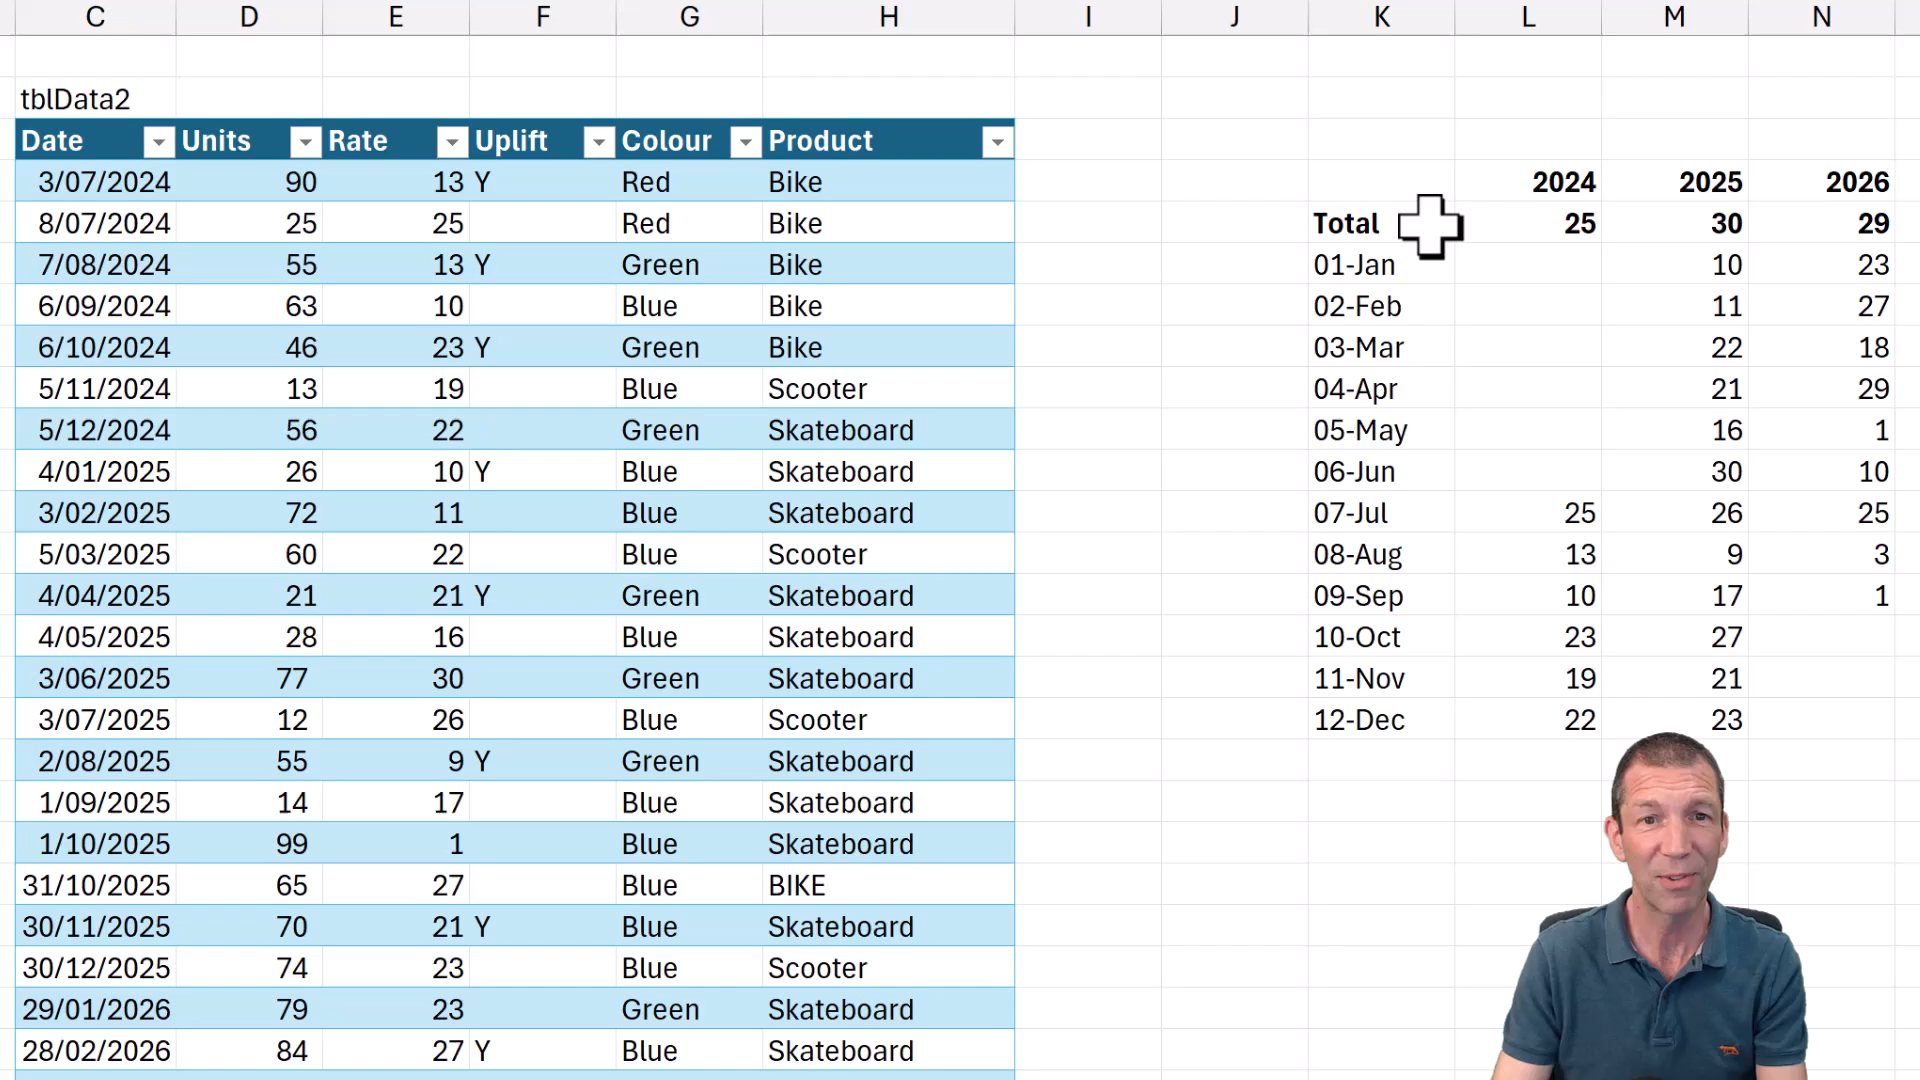 C D E F G H I J K L M N
tblData2
Date Units Rate Uplift Colour Product
3/07/2024 90 13 Y Red Bike 2024 2025 2026
8/07/2024 25 25 Red Bike Total 25 30 29
7/08/2024 55 13 Y Green Bike 01-Jan 10 23
6/09/2024 63 10 Blue Bike 02-Feb 11 27
6/10/2024 46 23 Y Green Bike 03-Mar 22 18
5/11/2024 13 19 Blue Scooter 04-Apr 21 29
5/12/2024 56 22 Green Skateboard 05-May 16 1
4/01/2025 26 10 Y Blue Skateboard 06-Jun 30 10
3/02/2025 72 11 Blue Skateboard 07-Jul 25 26 25
5/03/2025 60 22 Blue Scooter 08-Aug 13 9 3
4/04/2025 21 21 Y Green Skateboard 09-Sep 10 17 1
4/05/2025 28 16 Blue Skateboard 10-Oct 23 27
3/06/2025 77 30 Green Skateboard 11-Nov 19 21
3/07/2025 12 26 Blue Scooter 12-Dec 22 23
2/08/2025 55 9 Y Green Skateboard
1/09/2025 14 17 Blue Skateboard
1/10/2025 99 1 Blue Skateboard
31/10/2025 65 27 Blue BIKE
30/11/2025 70 21 Y Blue Skateboard
30/12/2025 74 23 Blue Scooter
29/01/2026 79 23 Green Skateboard
28/02/2026 84 27 Y Blue Skateboard